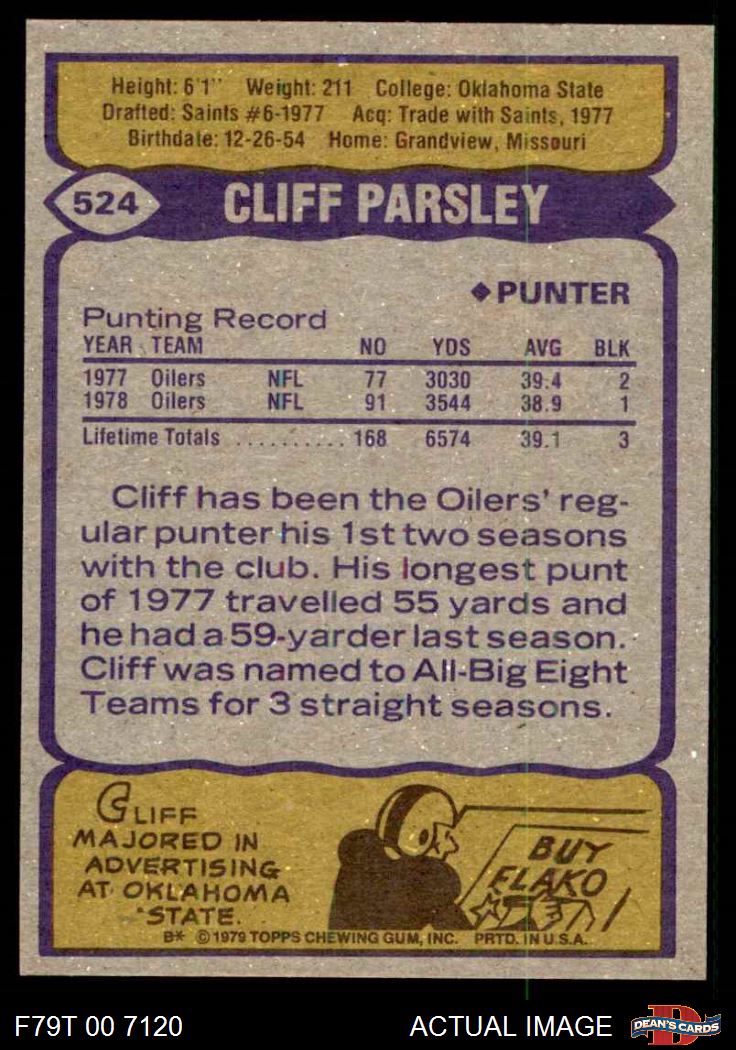 Height: 6'1" Weight: 211 College: Oklahoma State
Drafted: Saints #6-1977 Acq: Trade with Saints, 1977
Birthdate: 12-26-54 Home: Grandview, Missouri
524 CLIFF PARSLEY
◆PUNTER
Punting Record
YEAR TEAM NO YDS AVG BLK
1977 Oilers NFL 77 3030 39.4 2
1978 Oilers NFL 91 3544 38.9 1
Lifetime Totals .......... 168 6574 39.1 3
Cliff has been the Oilers' reg-
ular punter his 1st two seasons
with the club. His longest punt
of 1977 travelled 55 yards and
he had a 59-yarder last season.
Cliff was named to All-Big Eight
Teams for 3 straight seasons.
CLIFF
MAJORED IN
ADVERTISING
AT OKLAHOMA
STATE.
BUY
FLAKO
B* ©1979 TOPPS CHEWING GUM, INC. PRTD. IN U.S.A.
F79T 00 7120 ACTUAL IMAGE DEAN'S CARDS